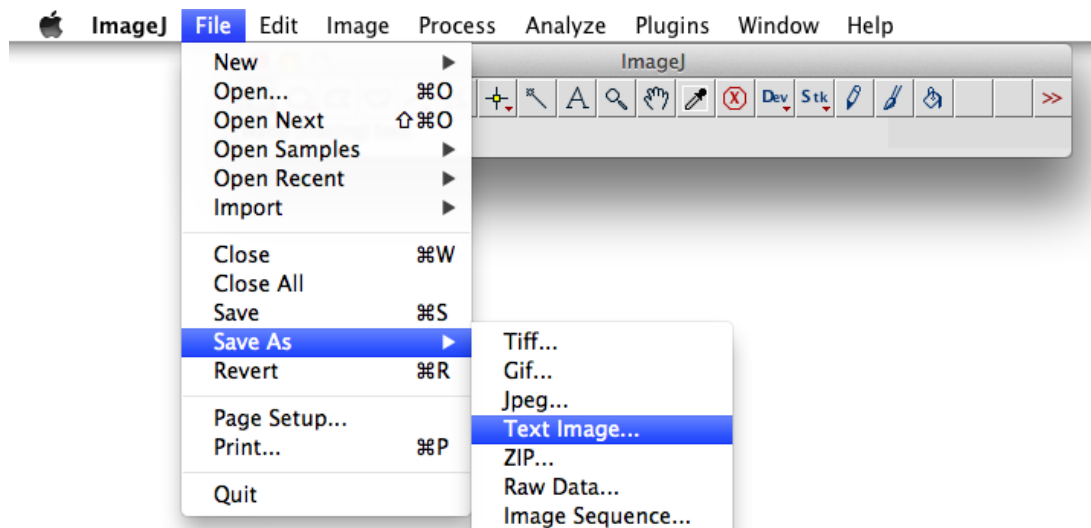 ImageJ File Edit Image Process Analyze Plugins Window Help
ImageJ
New
Open... ⌘O
Open Next ⇧⌘O
Open Samples
Open Recent
Import
Close ⌘W
Close All
Save ⌘S
Save As
Revert ⌘R
Page Setup...
Print... ⌘P
Quit
A Dev Stk >>
Tiff...
Gif...
Jpeg...
Text Image...
ZIP...
Raw Data...
Image Sequence...